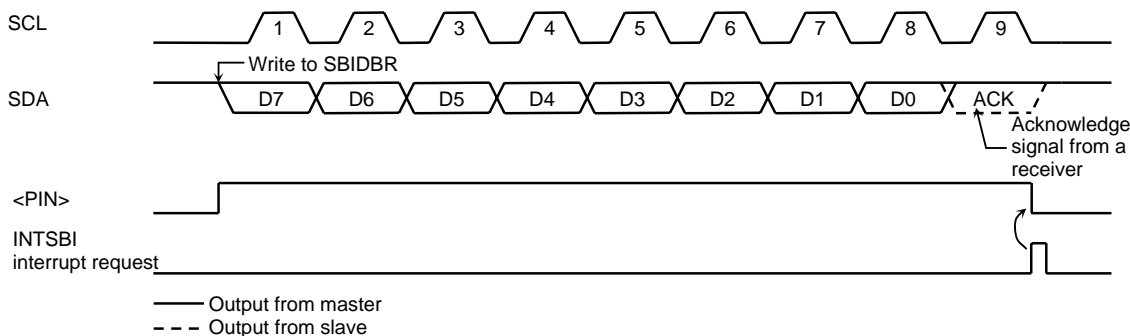 SCL
1 2 3 4 5 6 7 8 9
Write to SBIDBR
SDA
D7 D6 D5 D4 D3 D2 D1 D0 ACK
Acknowledge
signal from a
receiver
<PIN>
INTSBI
interrupt request
Output from master
Output from slave